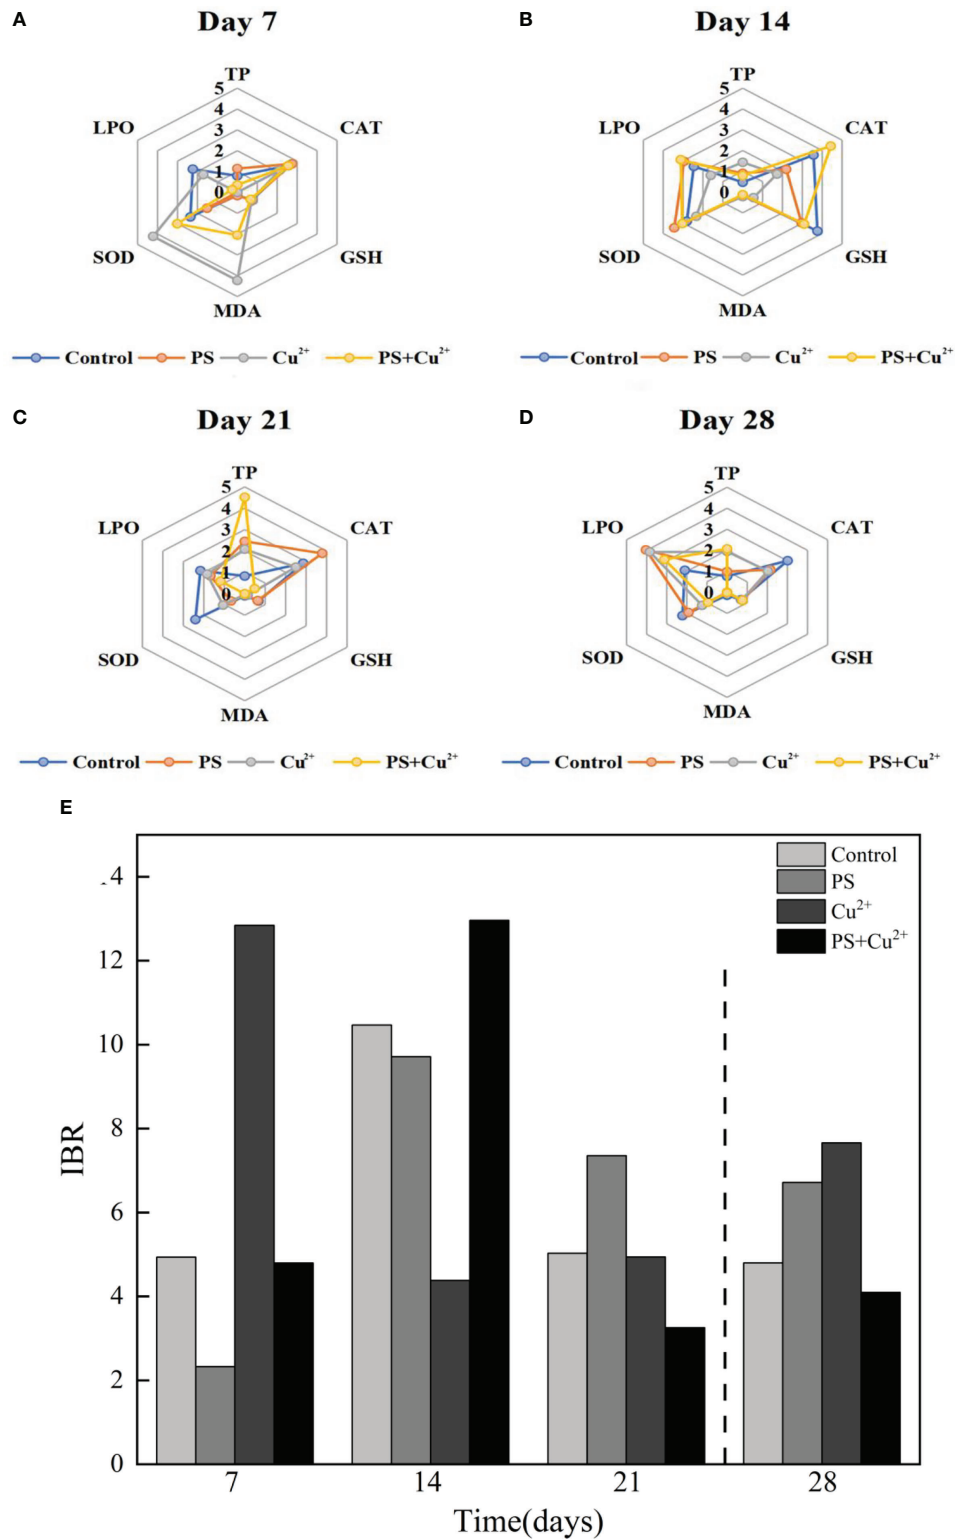 A
Day 7
TP
5
4
3
2
1
0
LPO
CAT
SOD
GSH
MDA
Control PS Cu²⁺ PS+Cu²⁺
B
Day 14
TP
5
4
3
2
1
0
LPO
CAT
SOD
GSH
MDA
Control PS Cu²⁺ PS+Cu²⁺
C
Day 21
TP
5
4
3
2
1
0
LPO
CAT
SOD
GSH
MDA
Control PS Cu²⁺ PS+Cu²⁺
D
Day 28
TP
5
4
3
2
1
0
LPO
CAT
SOD
GSH
MDA
Control PS Cu²⁺ PS+Cu²⁺
E
Control
PS
Cu²⁺
PS+Cu²⁺
4
12
10
8
6
4
2
0
IBR
7 14 21 28
Time(days)